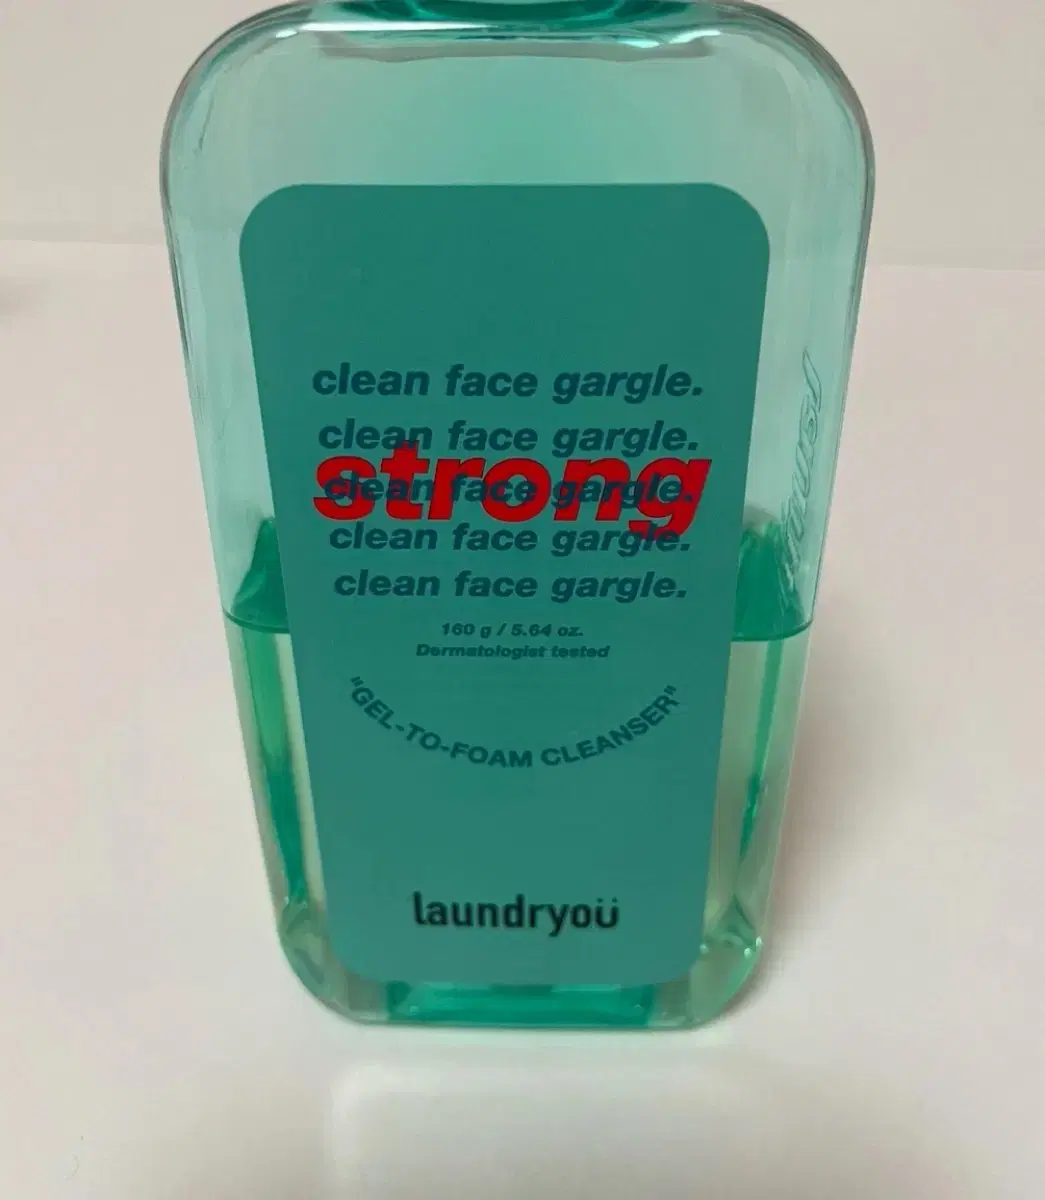 clean face gargle.
clean face gargle.
strong
clean face gargle.
clean face gargle.
clean face gargle.
160 g / 5.64 oz.
Dermatologist tested
"GEL-TO-FOAM CLEANSER"
laundryoü